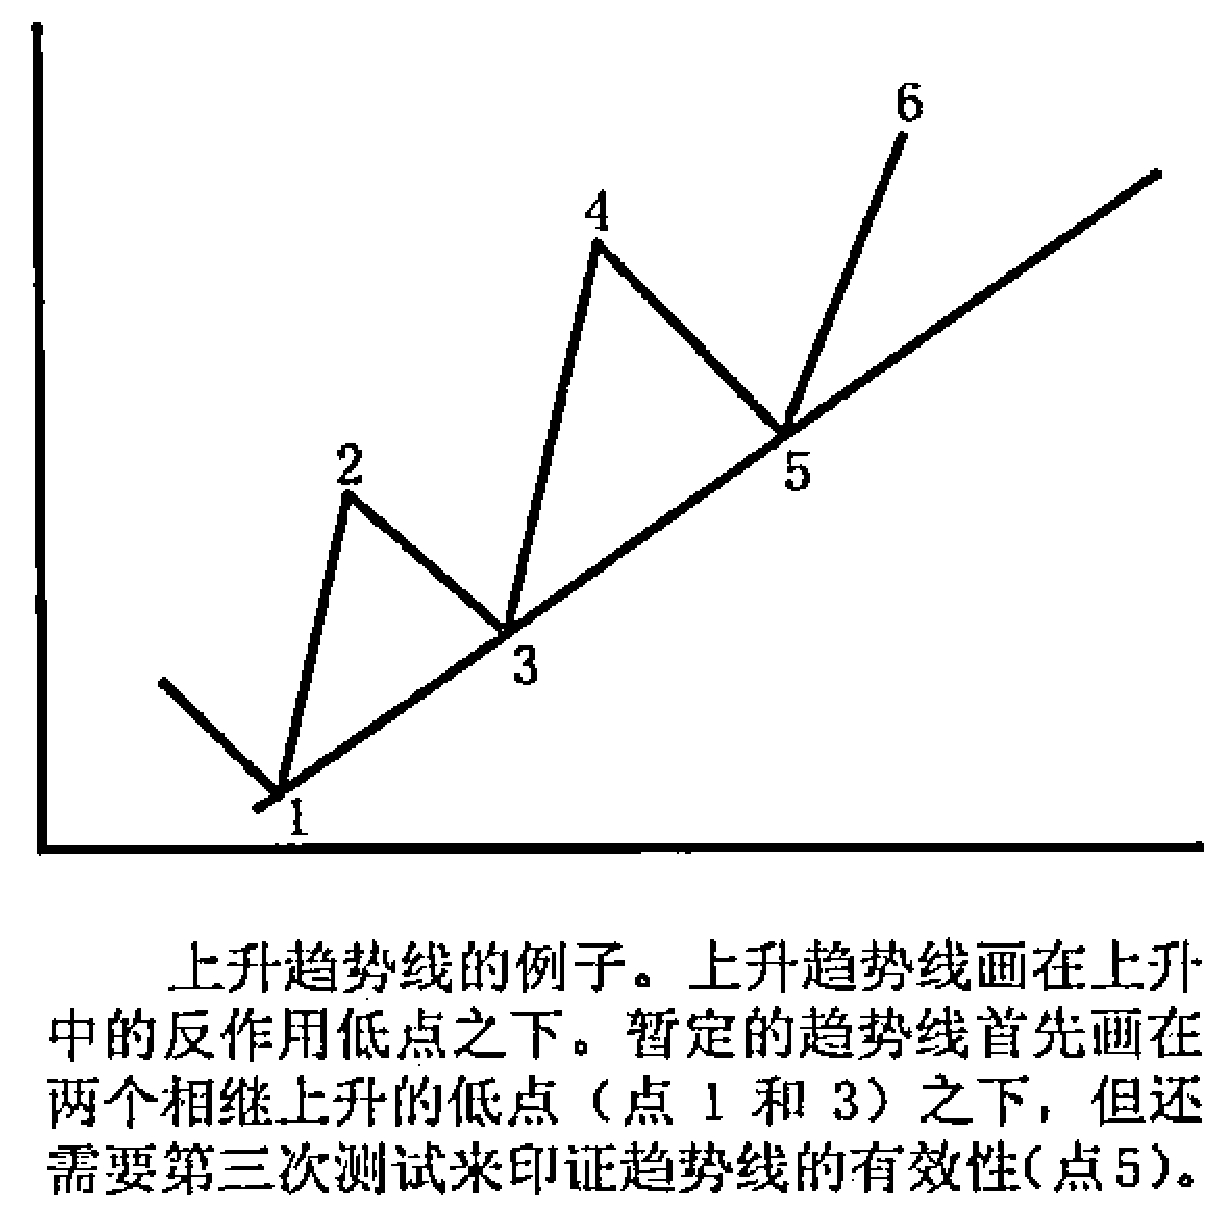 6
4
2
5
3
1
上升趋势线的例子。上升趋势线画在上升
中的反作用低点之下。暂定的趋势线首先画在
两个相继上升的低点（点 1 和 3）之下，但还
需要第三次测试来印证趋势线的有效性（点5）。